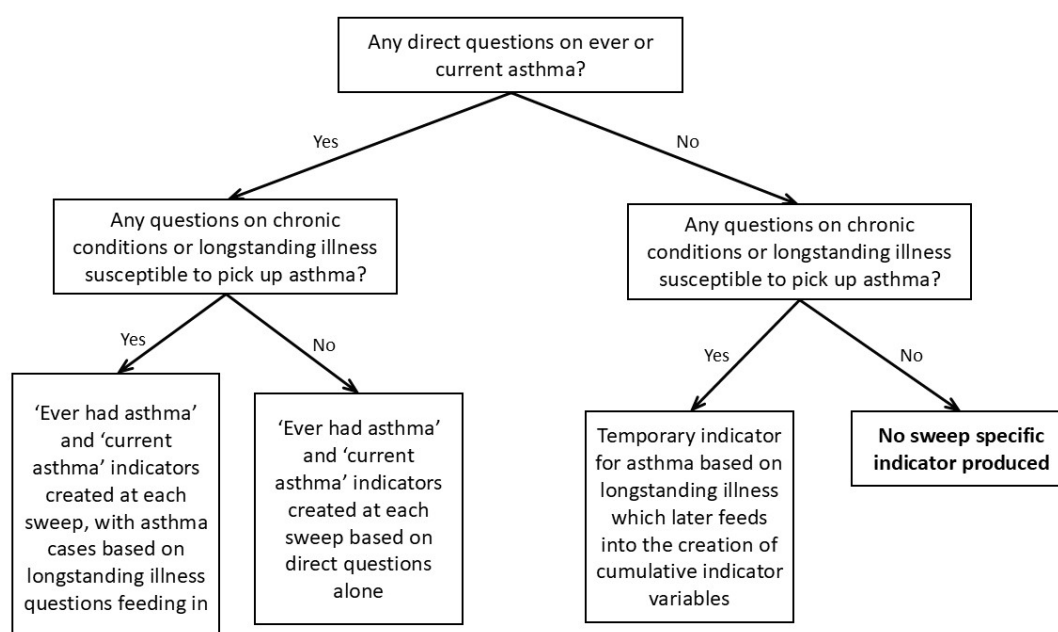 Any direct questions on ever or
current asthma?
Yes
No
Any questions on chronic
conditions or longstanding illness
susceptible to pick up asthma?
Any questions on chronic
conditions or longstanding illness
susceptible to pick up asthma?
Yes
No
Yes
No
‘Ever had asthma’
and ‘current
asthma’ indicators
created at each
sweep, with asthma
cases based on
longstanding illness
questions feeding in
‘Ever had asthma’
and ‘current
asthma’ indicators
created at each
sweep based on
direct questions
alone
Temporary indicator
for asthma based on
longstanding illness
which later feeds
into the creation of
cumulative indicator
variables
No sweep specific
indicator produced